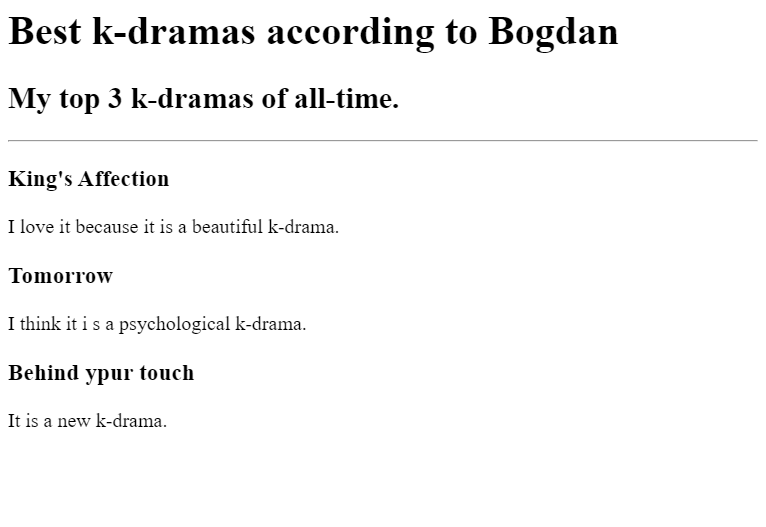 Best k-dramas according to Bogdan
My top 3 k-dramas of all-time.
King's Affection
I love it because it is a beautiful k-drama.
Tomorrow
I think it i s a psychological k-drama.
Behind ypur touch
It is a new k-drama.